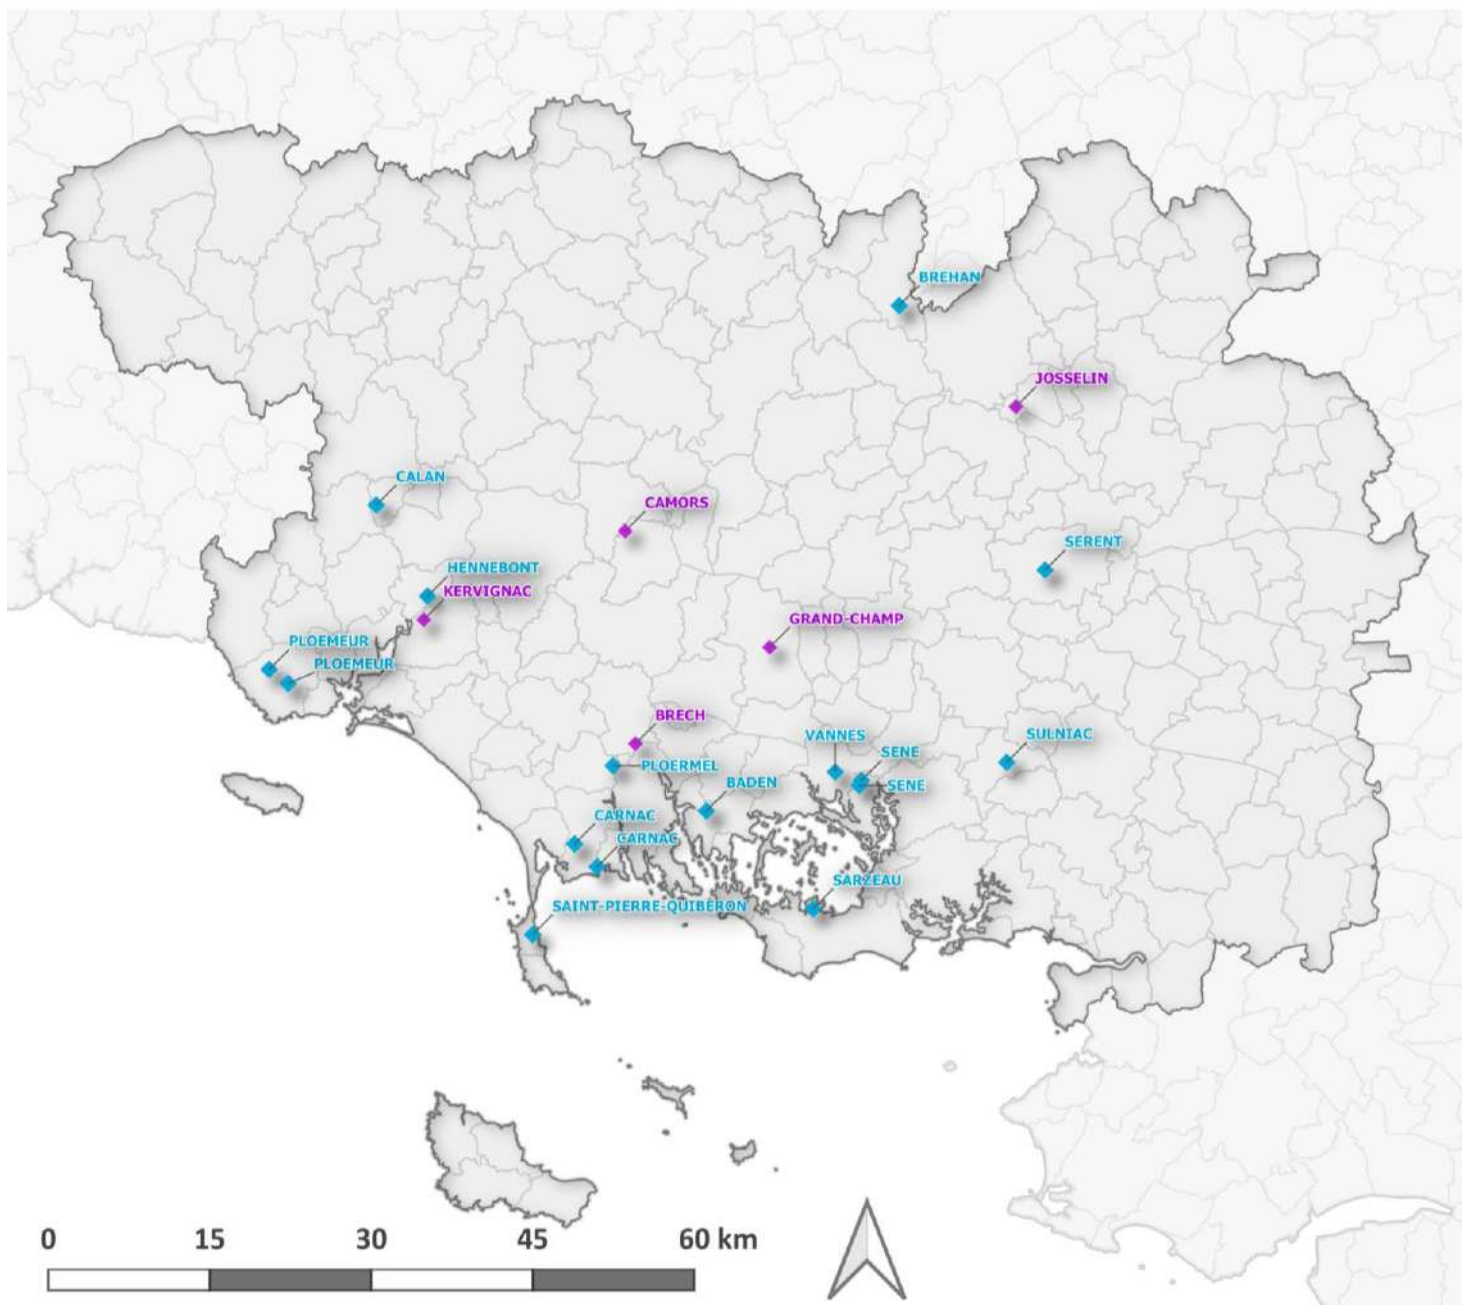 BREHAN
JOSSELIN
CALAN
CAMORS
SERENT
HENNEBONT
KERVIGNAC
GRAND-CHAMP
PLOEMEUR
PLOEMEUR
BRECH
VANNES
SULNIAC
SENE
PLOERMEL
BADEN
SENE
CARNAC
CARNAC
SARZEAU
SAINT-PIERRE-QUIBERON
0 15 30 45 60 km